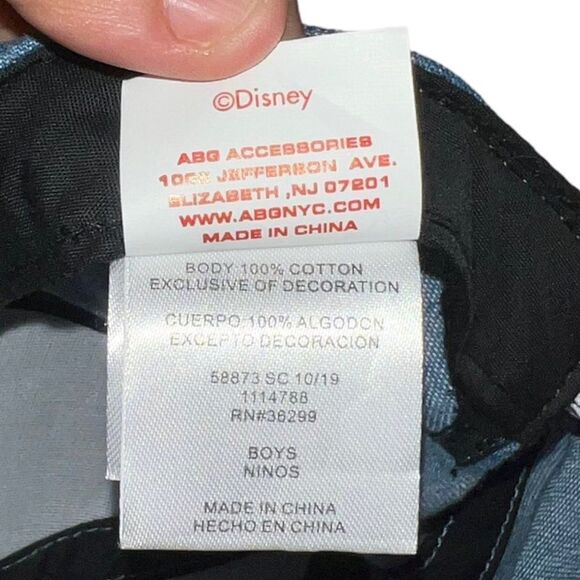 ©Disney
ABG ACCESSORIES
JEFFERSON AVE.
ELIZABETH ,NJ 07201
WWW.ABGNYC.COM
MADE IN CHINA
BODY 100% COTTON
EXCLUSIVE OF DECORATION
CUERPO 100% ALGODON
EXCEPTO DECORACION
58873 SC 10/19
1114788
RN#36299
BOYS
NINOS
MADE IN CHINA
HECHO EN CHINA